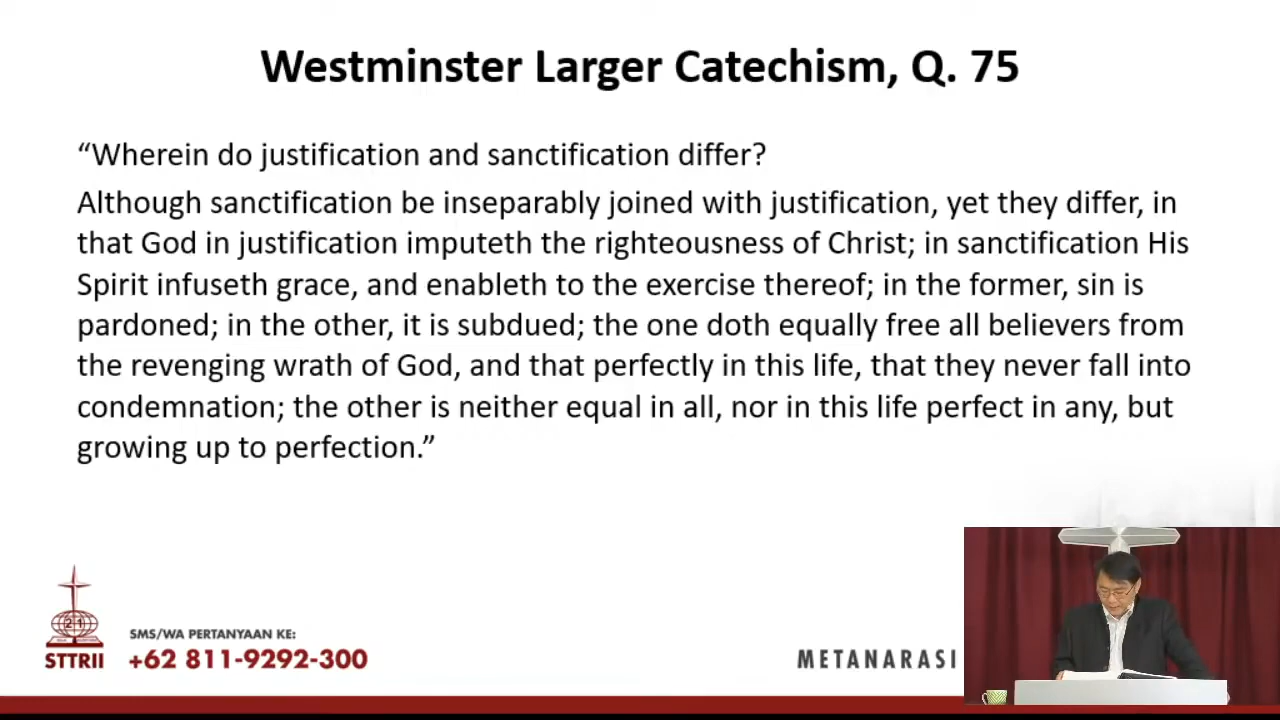 Westminster Larger Catechism, Q. 75
“Wherein do justification and sanctification differ?
Although sanctification be inseparably joined with justification, yet they differ, in
that God in justification imputeth the righteousness of Christ; in sanctification His
Spirit infuseth grace, and enableth to the exercise thereof; in the former, sin is
pardoned; in the other, it is subdued; the one doth equally free all believers from
the revenging wrath of God, and that perfectly in this life, that they never fall into
condemnation; the other is neither equal in all, nor in this life perfect in any, but
growing up to perfection.”
21
STTRII
SMS/WA PERTANYAAN KE:
+62 811-9292-300
METANARASI